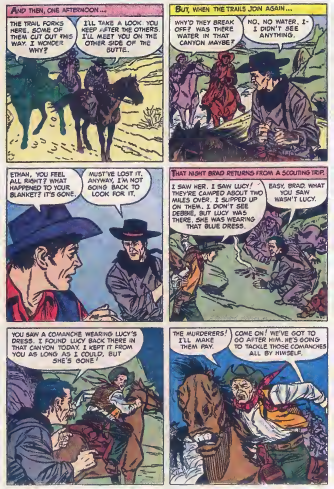 AND THEN, ONE AFTERNOON...
THE TRAIL FORKS
HERE. SOME OF
THEM CUT OUT THIS
WAY. I WONDER
WHY?
I'LL TAKE A LOOK. YOU
KEEP AFTER THE OTHERS.
I'LL MEET YOU ON THE
OTHER SIDE OF THE
BUTTE.
BUT, WHEN THE TRAILS JOIN AGAIN...
WHY'D THEY BREAK
OFF? WAS THERE
WATER IN THAT
CANYON MAYBE?
NO. NO WATER. I-
I DIDN'T SEE
ANYTHING.
ETHAN, YOU FEEL
ALL RIGHT? WHAT
HAPPENED TO YOUR
BLANKET? IT'S GONE.
MUST'VE LOST IT.
ANYWAY, I'M NOT
GOING BACK TO
LOOK FOR IT.
THAT NIGHT BRAD RETURNS FROM A SCOUTING TRIP.
I SAW HER. I SAW LUCY!
THEY'RE CAMPED ABOUT TWO
MILES OVER. I SLIPPED UP
ON THEM. I DIDN'T SEE
DEBBIE, BUT LUCY WAS
THERE. SHE WAS WEARING
THAT BLUE DRESS.
EASY, BRAD. WHAT
YOU SAW
WASN'T LUCY.
YOU SAW A COMANCHE WEARING LUCY'S
DRESS. I FOUND LUCY BACK THERE IN
THAT CANYON TODAY. I KEPT IT FROM
YOU AS LONG AS I COULD, BUT
SHE'S GONE!
THE MURDERERS!
I'LL MAKE
THEM PAY.
COME ON! WE'VE GOT TO
GO AFTER HIM. HE'S GOING
TO TACKLE THOSE COMANCHES
ALL BY HIMSELF.